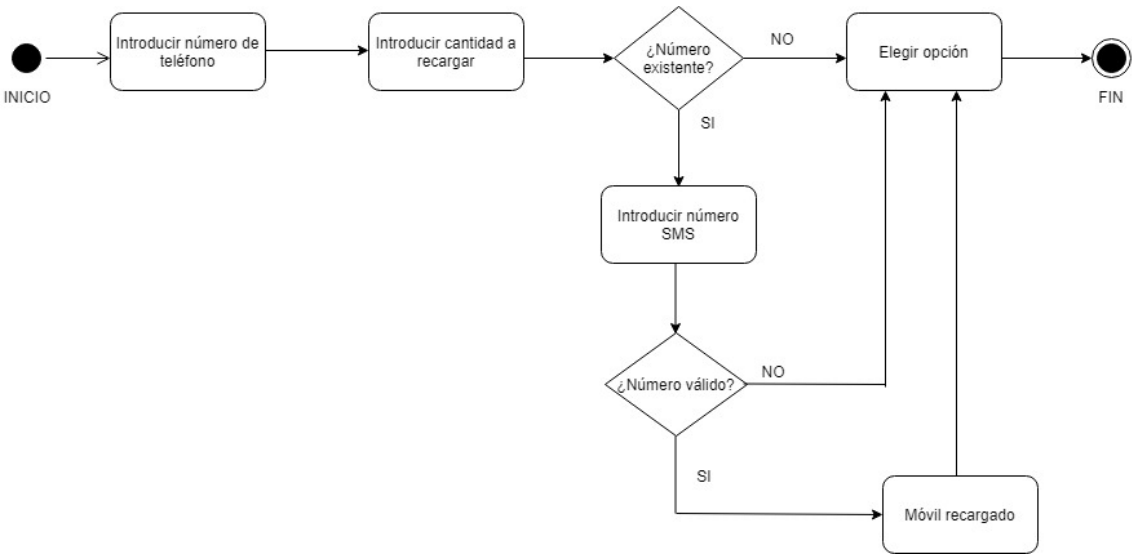 INICIO
Introducir número de
teléfono
Introducir cantidad a
recargar
¿Número
existente?
NO
Elegir opción
FIN
SI
Introducir número
SMS
¿Número válido?
NO
SI
Móvil recargado